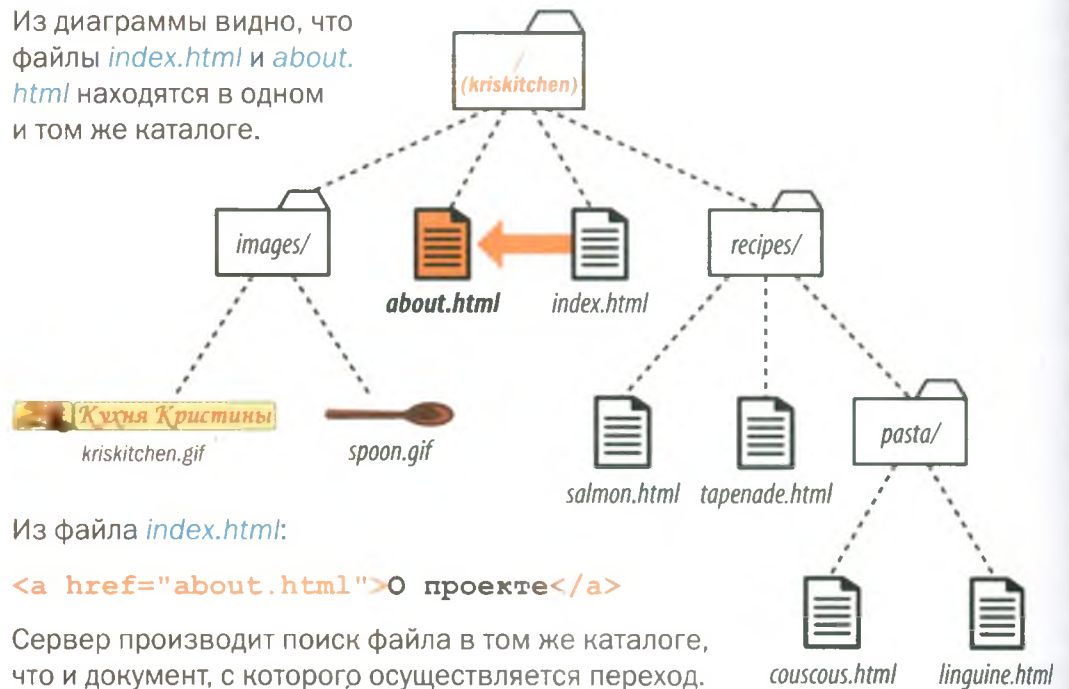 Из диаграммы видно, что
файлы index.html и about.
html находятся в одном
и том же каталоге.
/
(kriskitchen)
images/
about.html
index.html
recipes/
Кухня Кристины
kriskitchen.gif
spoon.gif
salmon.html
tapenade.html
pasta/
couscous.html
linguine.html
Из файла index.html:
<a href="about.html">О проекте</a>
Сервер производит поиск файла в том же каталоге,
что и документ, с которого осуществляется переход.